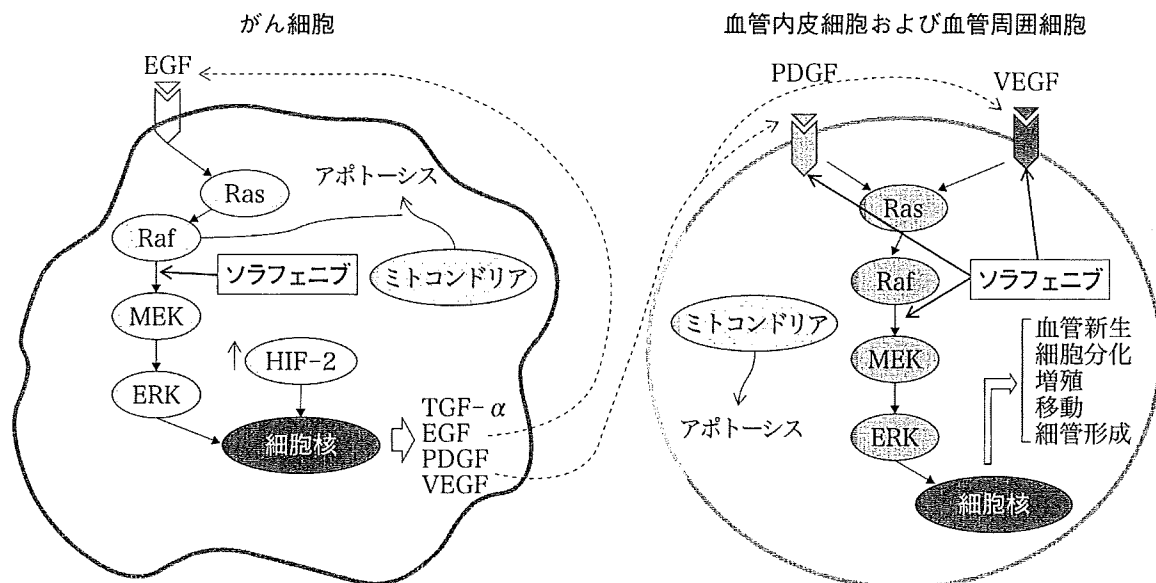 がん細胞
EGF
Ras
アポトーシス
Raf
ソラフェニブ
ミトコンドリア
MEK
↑
HIF-2
ERK
TGF-α
EGF
PDGF
VEGF
細胞核
血管内皮細胞および血管周囲細胞
PDGF
VEGF
Ras
Raf
ソラフェニブ
ミトコンドリア
MEK
血管新生
細胞分化
増殖
移動
細管形成
アポトーシス
ERK
細胞核